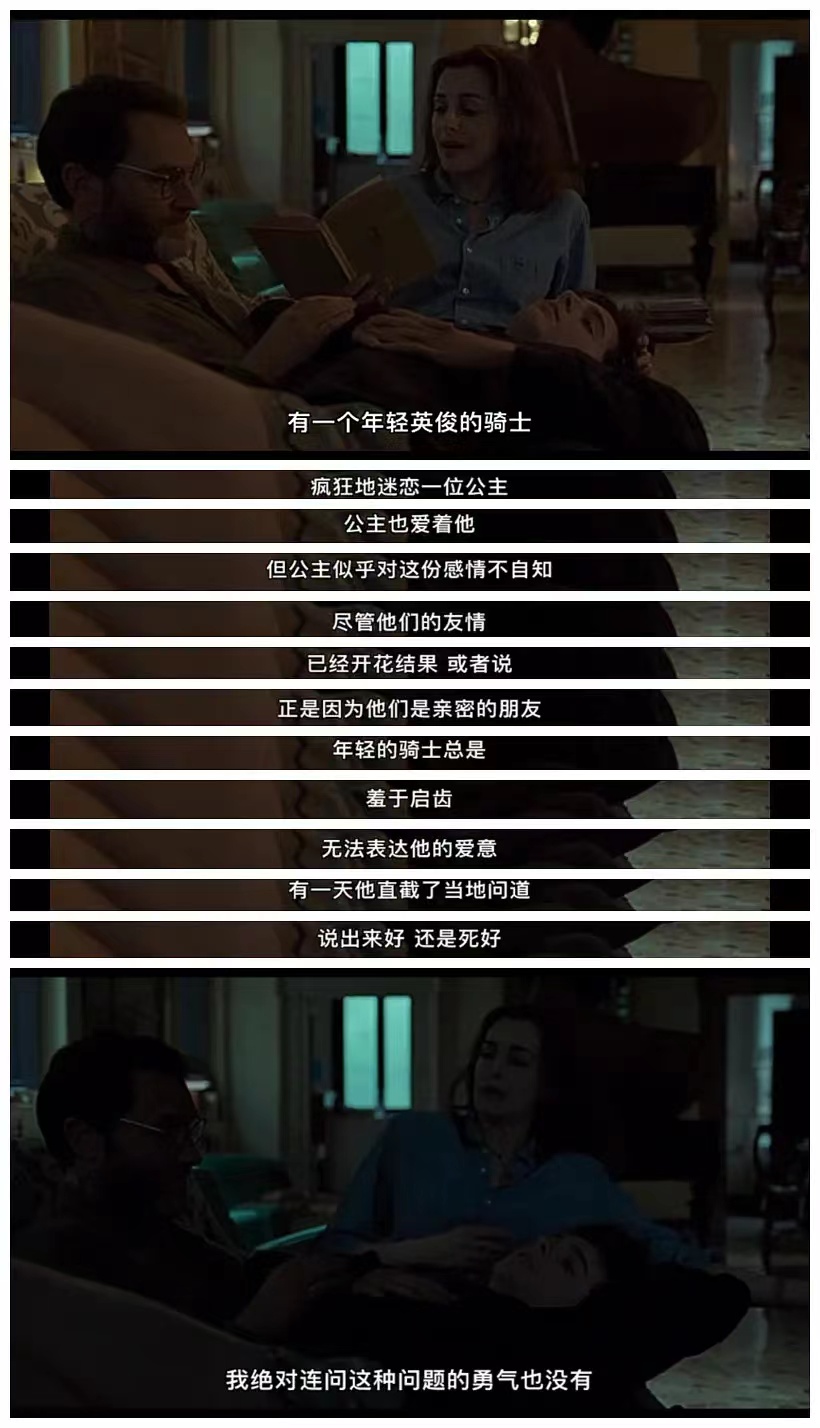 有一个年轻英俊的骑士
疯狂地迷恋一位公主
公主也爱着他
但公主似乎对这份感情不自知
尽管他们的友情
已经开花结果 或者说
正是因为他们是亲密的朋友
年轻的骑士总是
羞于启齿
无法表达他的爱意
有一天他直截了当地问道
说出来好 还是死好
我绝对连问这种问题的勇气也没有